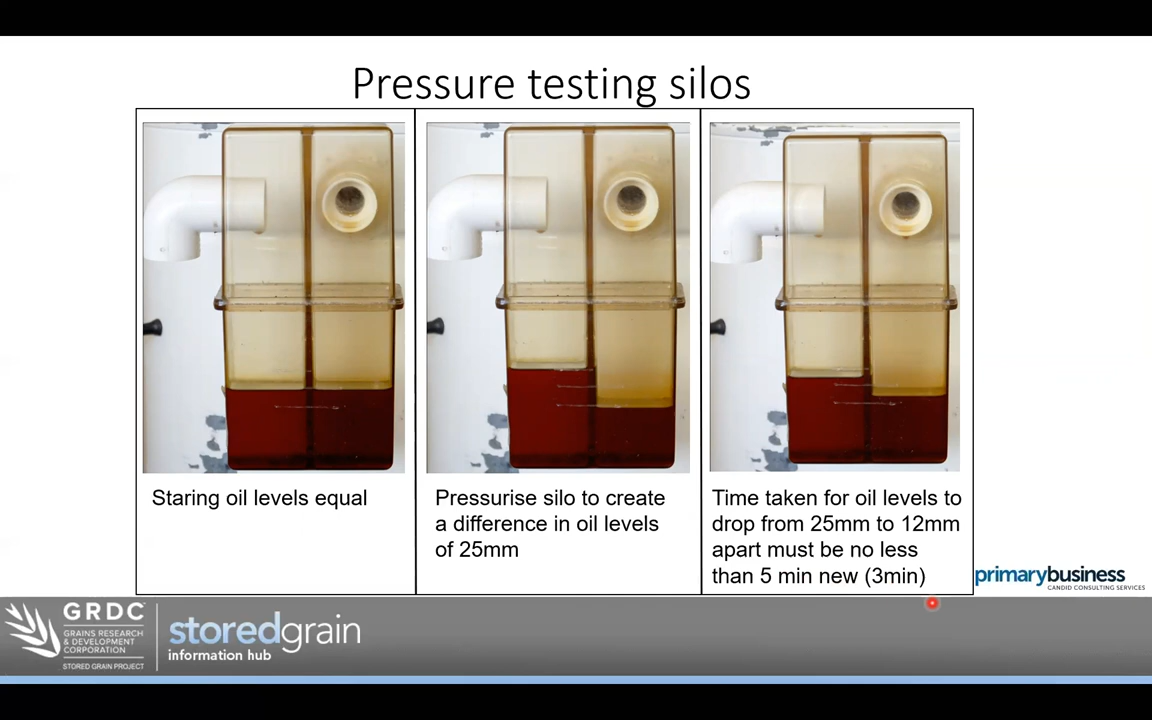 Pressure testing silos
Staring oil levels equal
Pressurise silo to create
a difference in oil levels
of 25mm
Time taken for oil levels to
drop from 25mm to 12mm
apart must be no less
than 5 min new (3min)
primarybusiness
CANDID CONSULTING SERVICES
GRDC
GRAINS RESEARCH
& DEVELOPMENT
CORPORATION
STORED GRAIN PROJECT
storedgrain
information hub